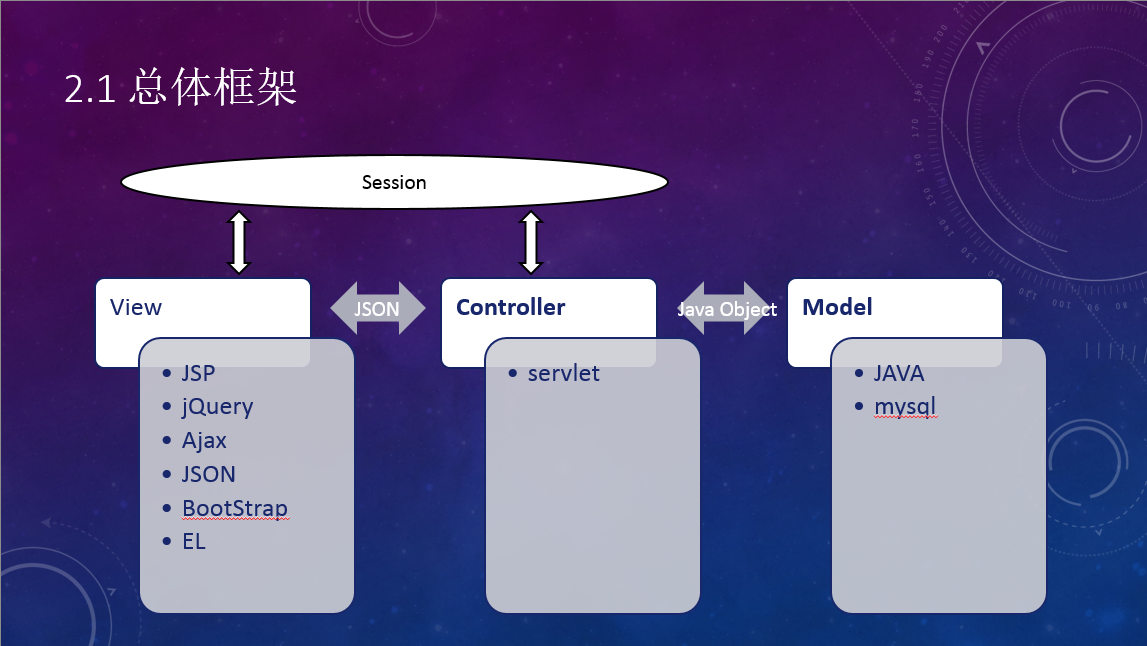 2.1 总体框架
Session
View
JSON
Controller
Java Object
Model
• JSP
• jQuery
• Ajax
• JSON
• BootStrap
• EL
• servlet
• JAVA
• mysql